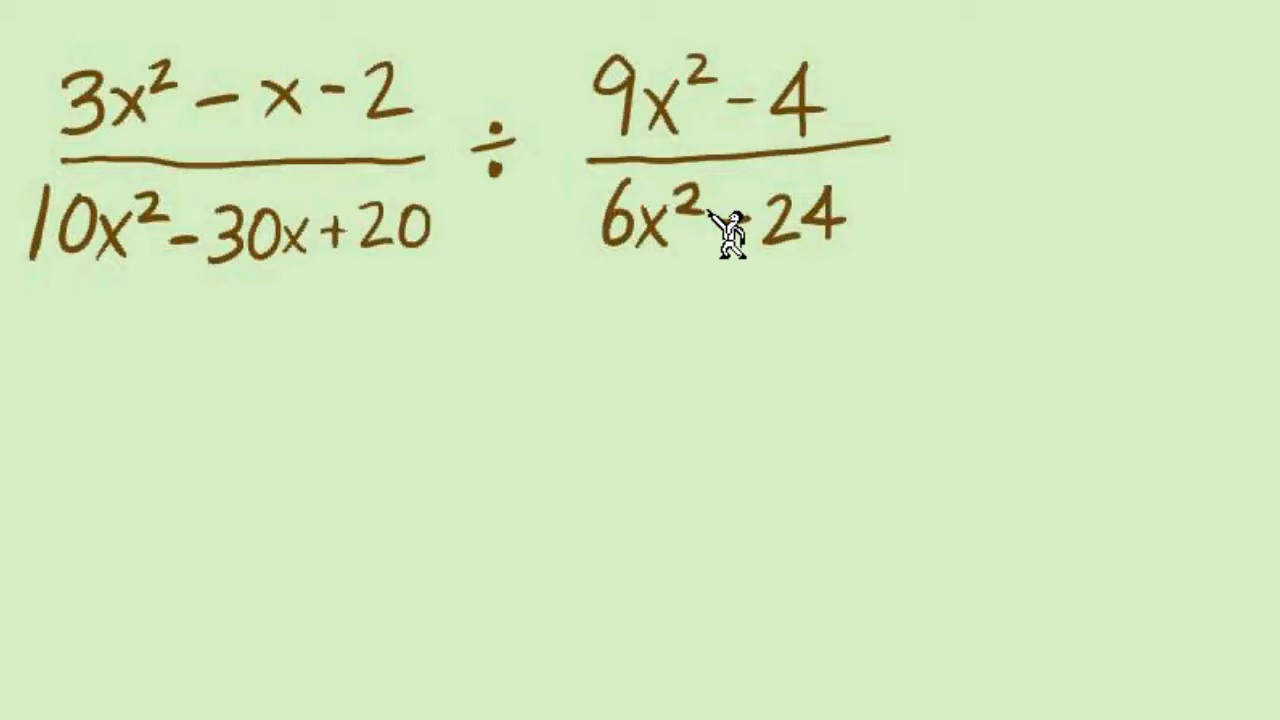 3x² - x - 2 ÷ 9x² - 4
10x² - 30x + 20 6x² 24